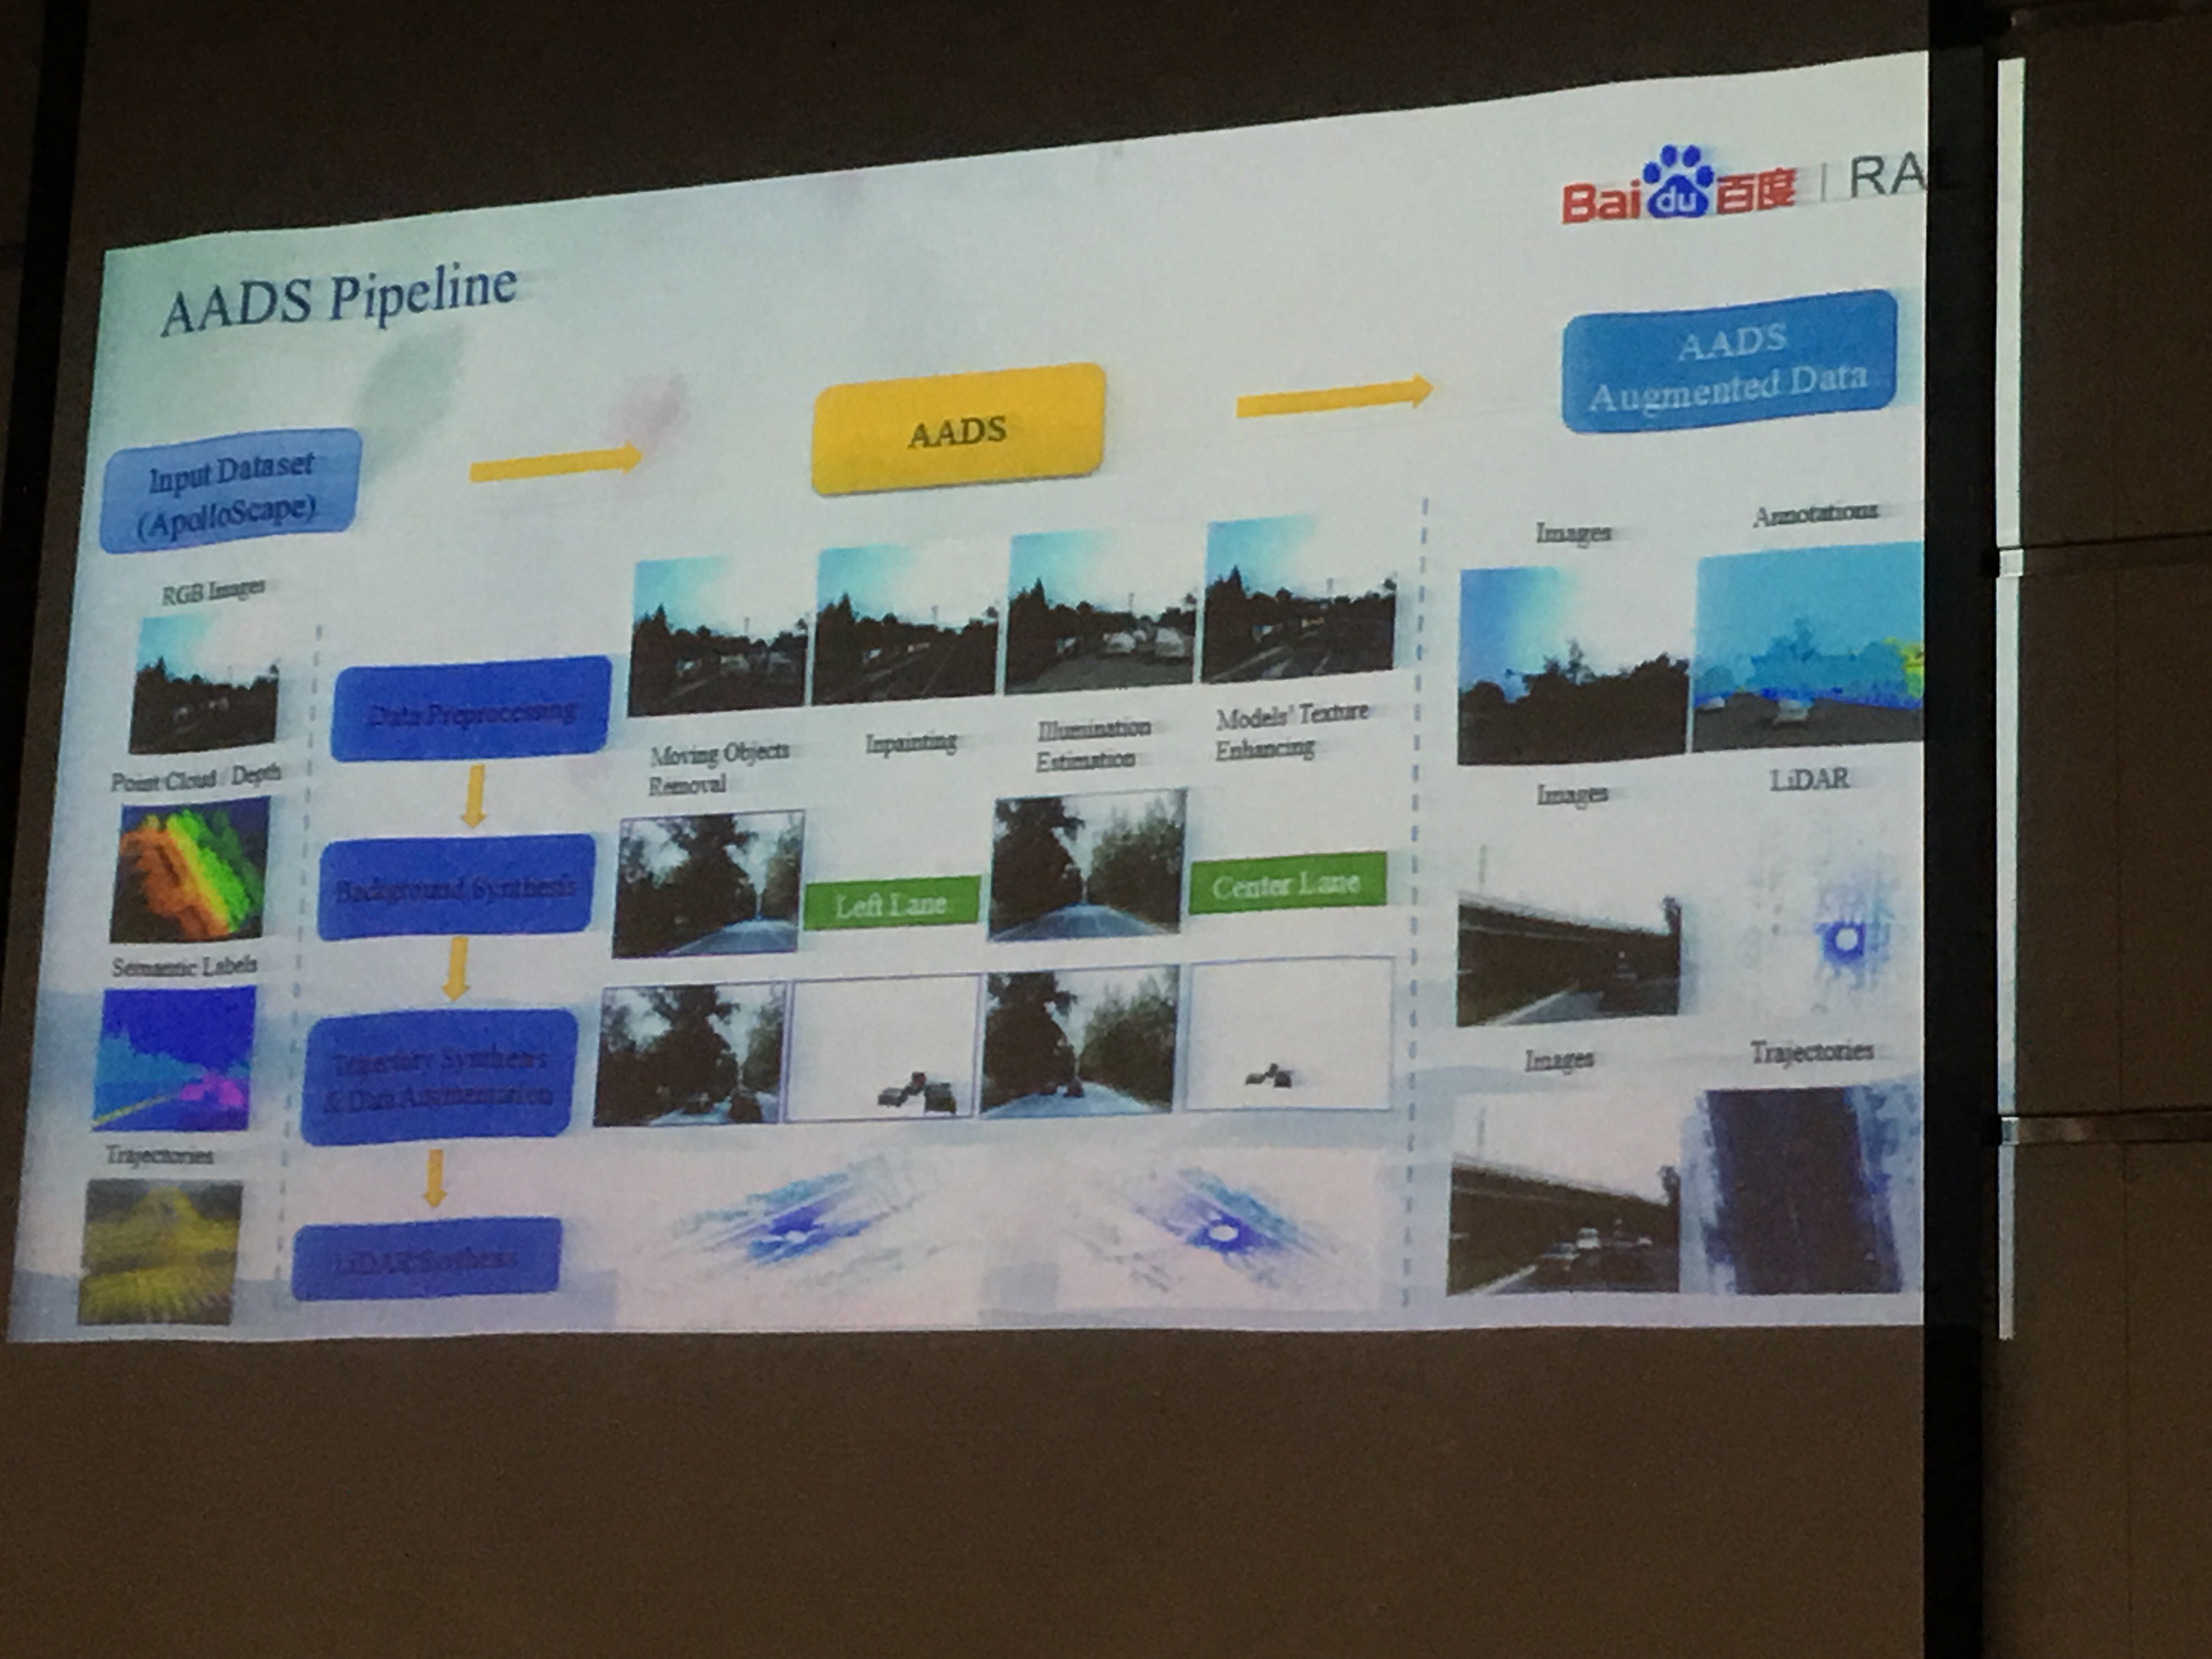 Baidu百度 | RA
AADS Pipeline
AADS
Augmented Data
AADS
Input Dataset
(ApolloScape)
RGB Images
Point Cloud / Depth
Semantic Labels
Trajectories
Data Preprocessing
Background Synthesis
Trajectory Synthesis
& Data Augmentation
LiDAR Synthesis
Moving Objects
Removal
Inpainting
Illumination
Estimation
Models' Texture
Enhancing
Left Lane
Center Lane
Images
Annotations
Images
LiDAR
Images
Trajectories